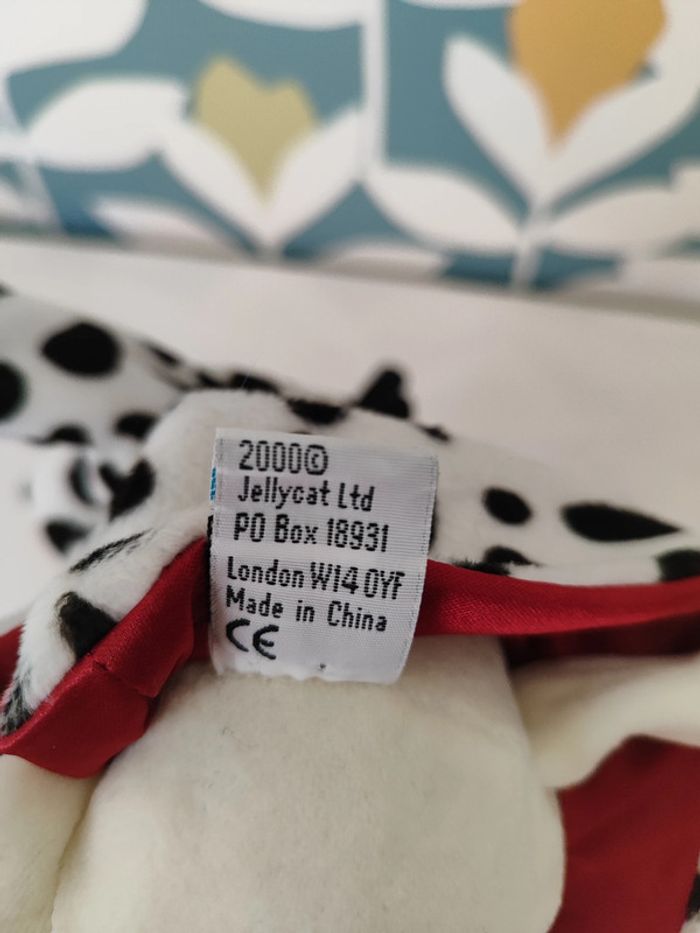 2000©
Jellycat Ltd
PO Box 18931
London W14 0YF
Made in China
CE